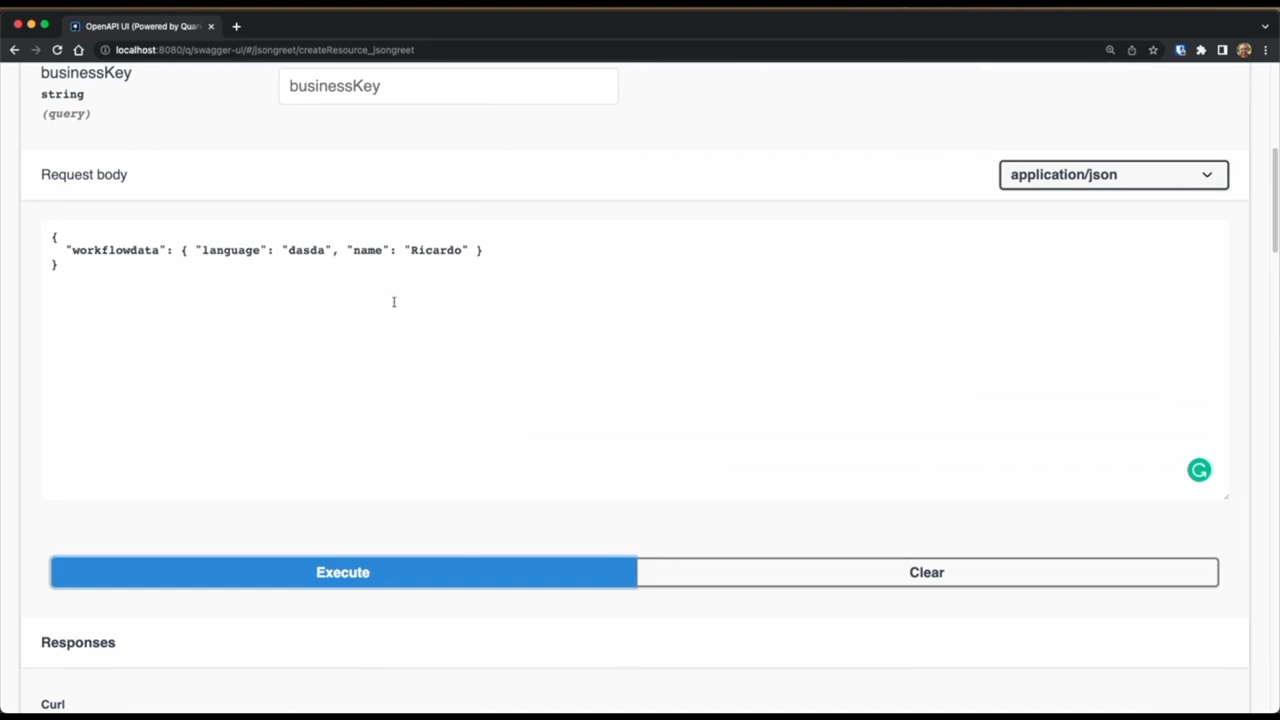 OpenAPI UI (Powered by Quar
localhost:8080/q/swagger-ui/#/jsongreet/createResource_jsongreet
businessKey
string
(query)
businessKey
Request body
application/json
{
"workflowdata": { "language": "dasda", "name": "Ricardo" }
}
Execute
Clear
Responses
Curl